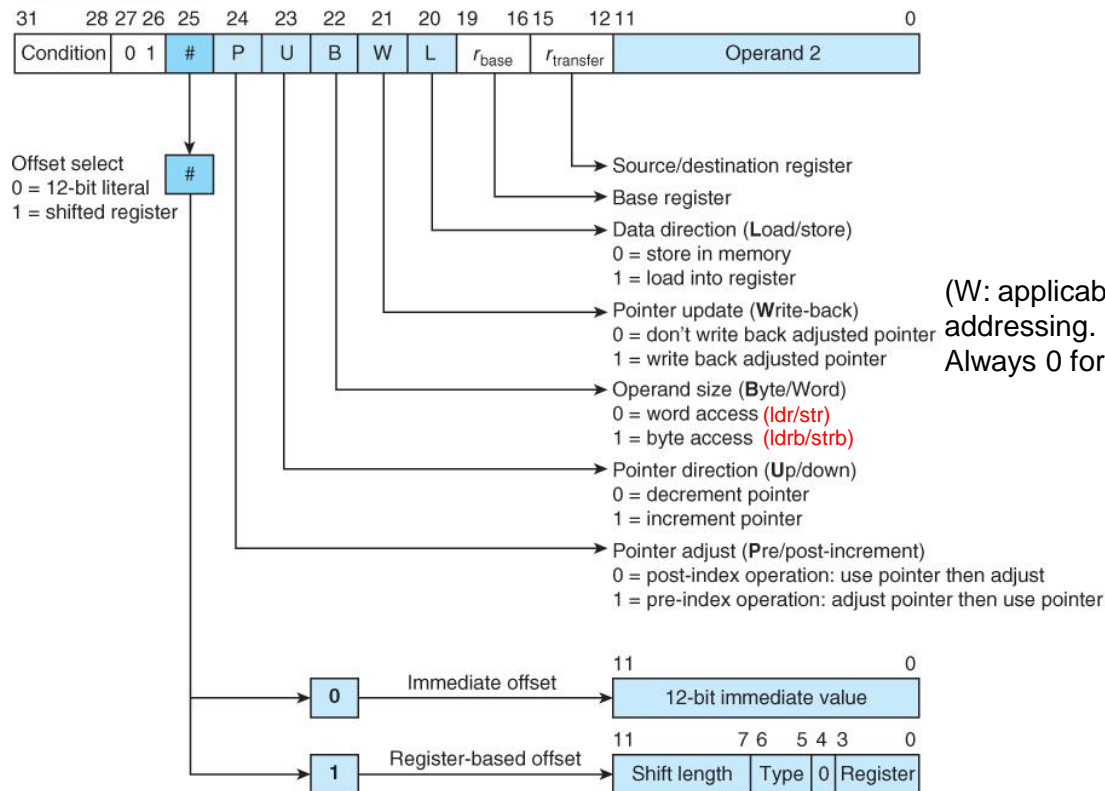 31 28 27 26 25 24 23 22 21 20 19 16 15 12 11 0
Condition 0 1 # P U B W L r base r transfer Operand 2
Offset select
0 = 12-bit literal
1 = shifted register
#
Source/destination register
Base register
Data direction (Load/store)
0 = store in memory
1 = load into register
Pointer update (Write-back)
0 = don't write back adjusted pointer
1 = write back adjusted pointer
(W: applicab
addressing.
Always 0 for
Operand size (Byte/Word)
0 = word access (ldr/str)
1 = byte access (ldrb/strb)
Pointer direction (Up/down)
0 = decrement pointer
1 = increment pointer
Pointer adjust (Pre/post-increment)
0 = post-index operation: use pointer then adjust
1 = pre-index operation: adjust pointer then use pointer
11 0
0 Immediate offset 12-bit immediate value
11 7 6 5 4 3 0
1 Register-based offset Shift length Type 0 Register